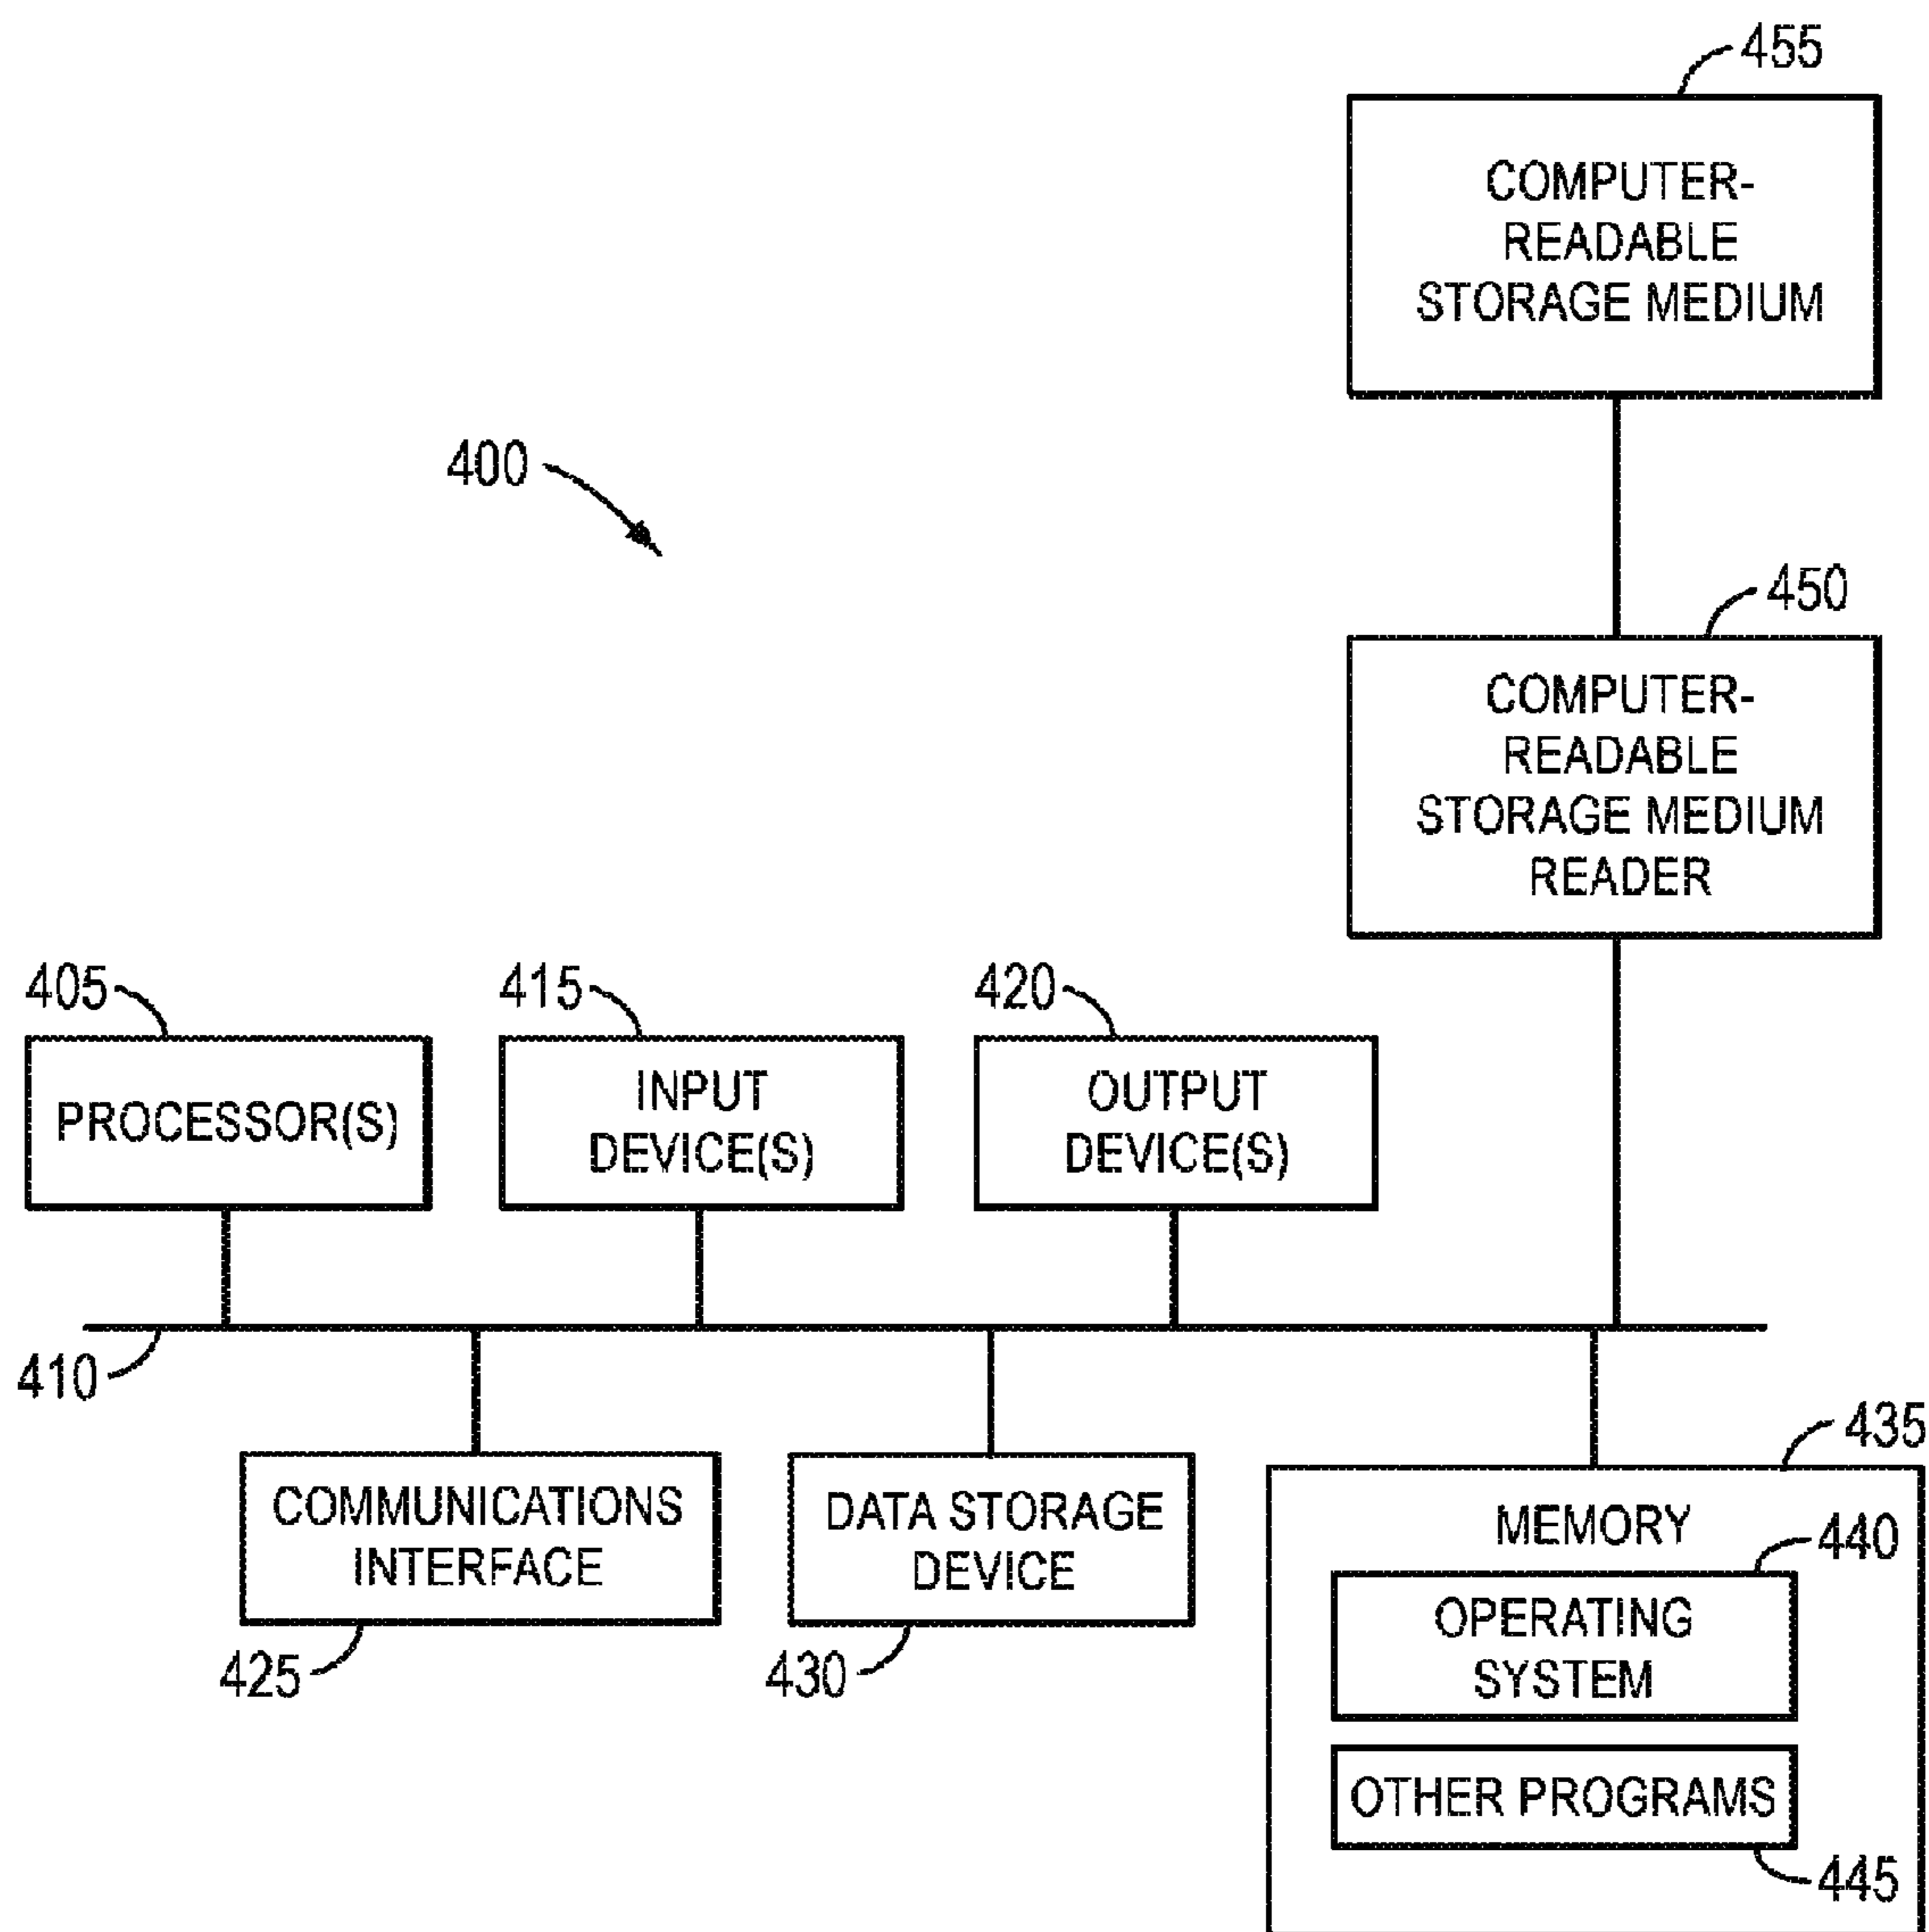 455
COMPUTER-
READABLE
STORAGE MEDIUM
400
450
COMPUTER-
READABLE
STORAGE MEDIUM
READER
405
415
420
PROCESSOR(S)
INPUT
DEVICE(S)
OUTPUT
DEVICE(S)
410
435
COMMUNICATIONS
INTERFACE
425
DATA STORAGE
DEVICE
430
MEMORY
440
OPERATING
SYSTEM
OTHER PROGRAMS
445